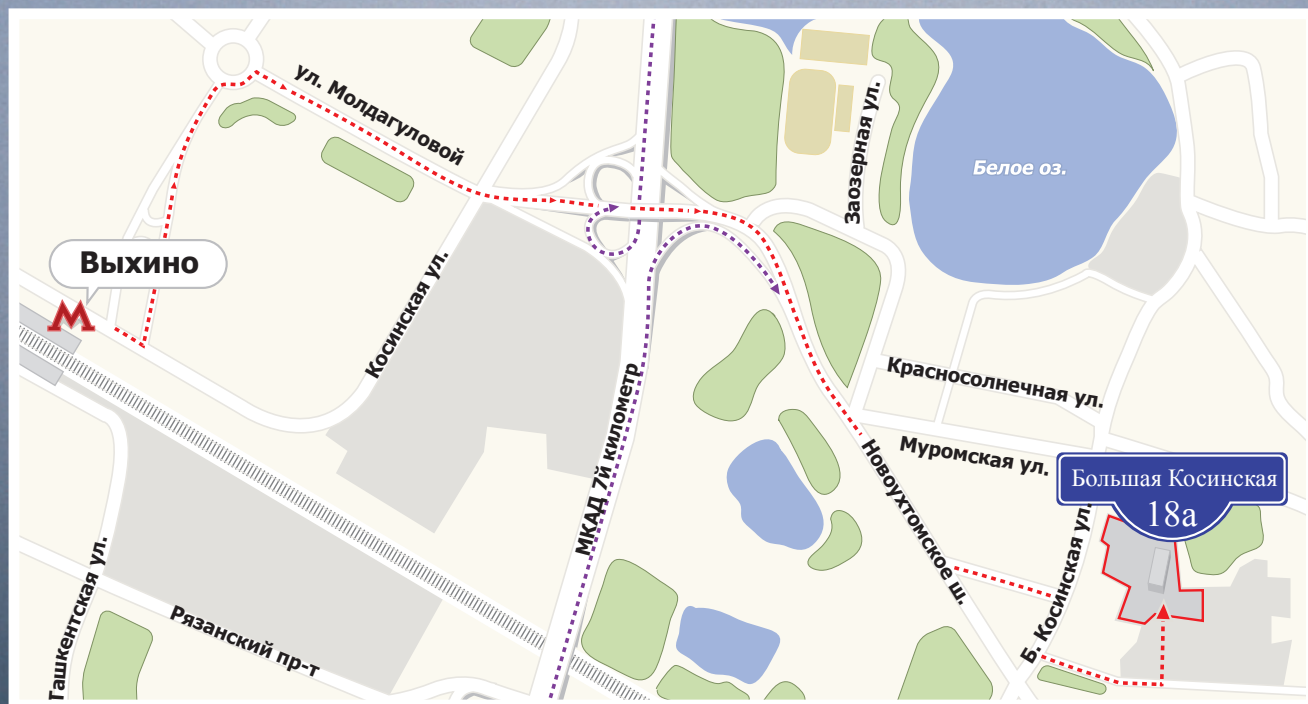 ул. Молдагуловой
Заозерная ул.
Белое оз.
Выхино
М
Косинская ул.
Красносолнечная ул.
Муромская ул.
МКАД 7й километр
Новоухтомское ш.
Большая Косинская
18а
Б. Косинская ул.
Ташкентская ул.
Рязанский пр-т